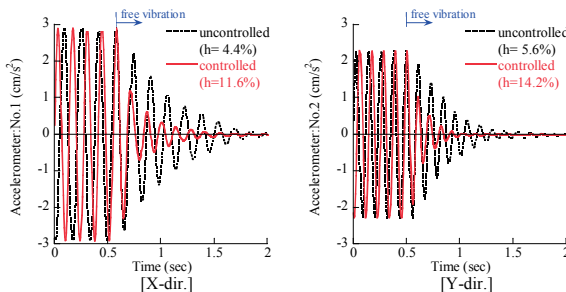 free vibration
uncontrolled
(h= 4.4%)
controlled
(h=11.6%)
Accelerometer:No.1 (cm/s²)
3
2
1
0
-1
-2
-3
0 0.5 1 1.5 2
Time (sec)
[X-dir.]
free vibration
uncontrolled
(h= 5.6%)
controlled
(h=14.2%)
Accelerometer:No.2 (cm/s²)
3
2
1
0
-1
-2
-3
0 0.5 1 1.5 2
Time (sec)
[Y-dir.]